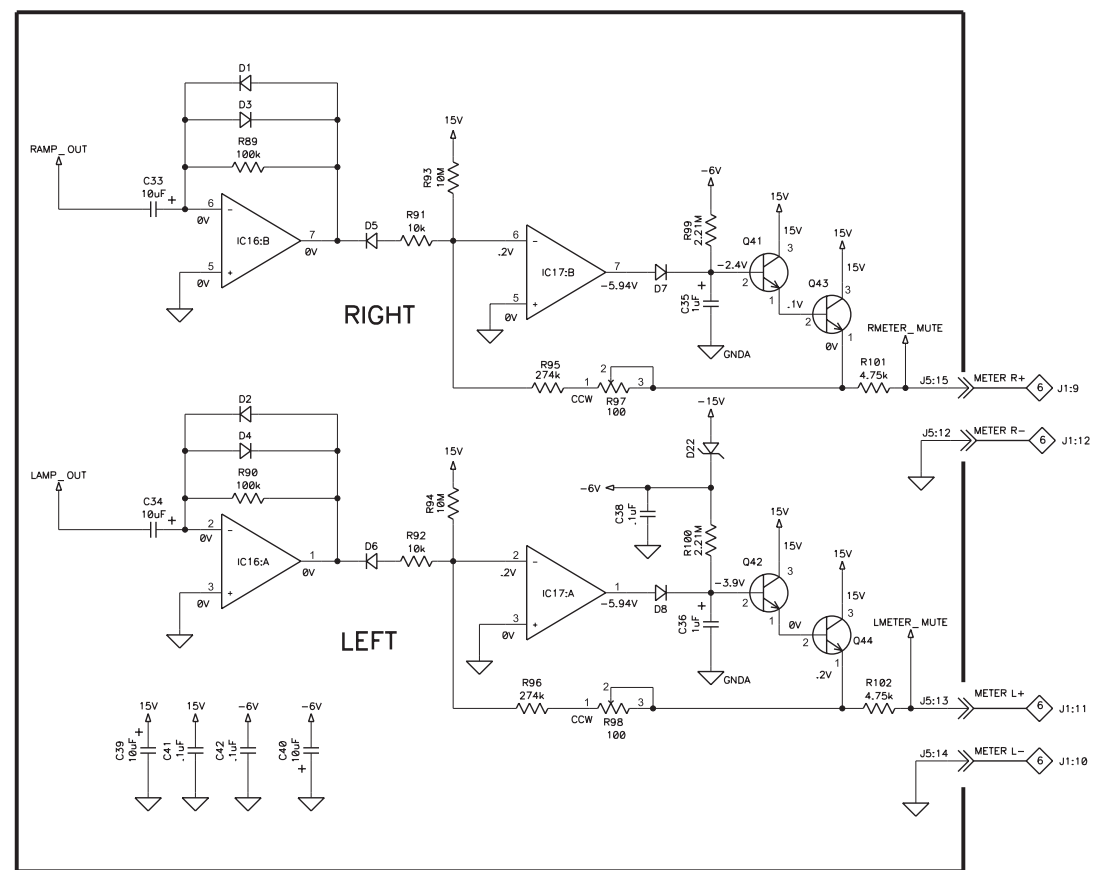 D1
D3
R89
100k
RAMP_OUT
C33
10uF +
6
-
0V
IC16:B
7
0V
5
+
0V
D5
R91
10k
15V
R93
10M
RIGHT
6
-
.2V
IC17:B
7
-5.94V
5
+
0V
D7
-6V
R99
2.21M
-2.4V
+
C35
1uF
GNDA
Q41
15V
15V
3
2
1
.1V
Q43
15V
15V
3
2
1
0V
R95
274k
1
CCW
2
3
R97
100
R101
4.75k
RMETER_MUTE
J5:15
METER R+
6
J1:9
J5:12
METER R-
6
J1:12
D2
D4
R90
100k
LAMP_OUT
C34
10uF +
2
-
0V
IC16:A
1
0V
3
+
0V
D6
R92
10k
15V
R94
10M
LEFT
2
-
.2V
IC17:A
1
-5.94V
3
+
0V
D8
-15V
D22
-6V
C38
.1uF
R100
2.21M
-3.9V
+
C36
1uF
GNDA
Q42
15V
15V
3
2
1
0V
Q44
15V
15V
3
2
1
.2V
R96
274k
1
CCW
2
3
R98
100
R102
4.75k
LMETER_MUTE
J5:13
METER L+
6
J1:11
J5:14
METER L-
6
J1:10
15V
+
C39
10uF
15V
C41
.1uF
-6V
C42
.1uF
-6V
C40
10uF
+